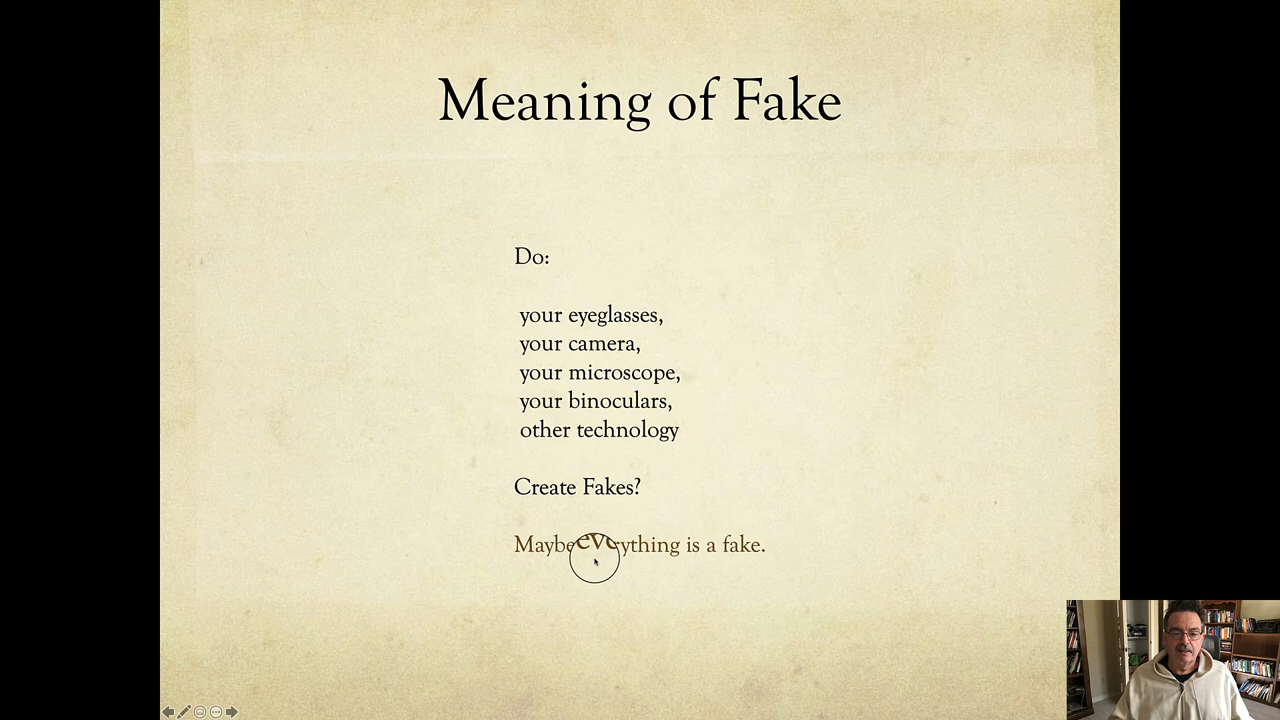 Meaning of Fake
Do:
your eyeglasses,
your camera,
your microscope,
your binoculars,
other technology
Create Fakes?
Maybe everything is a fake.